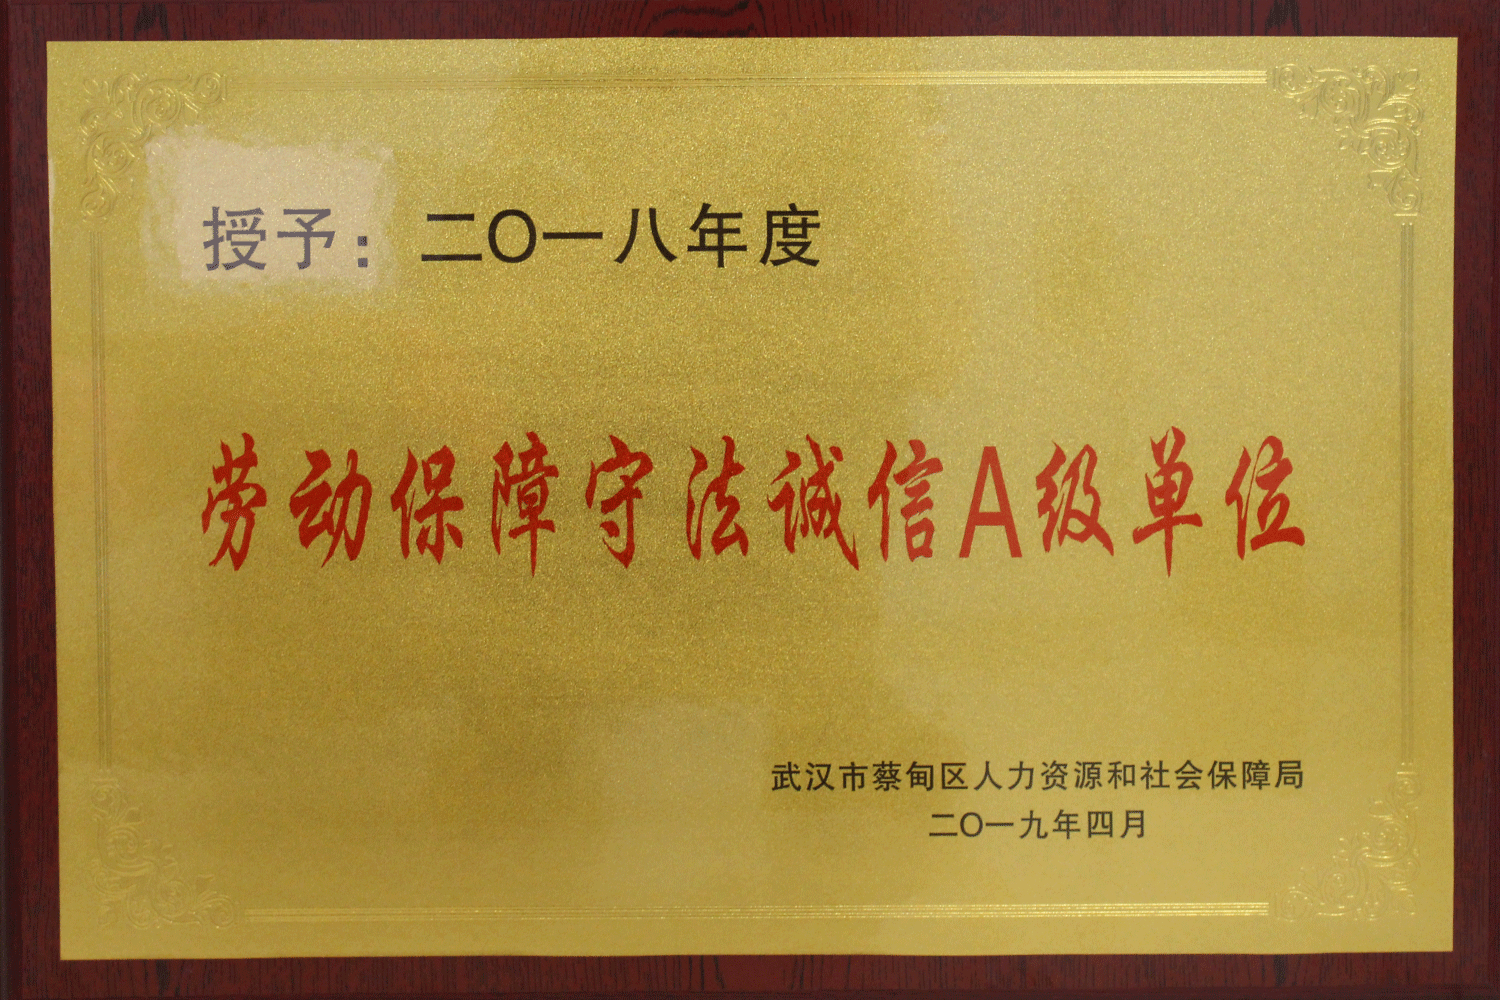 授予：二〇一八年度
劳动保障守法诚信A级单位
武汉市蔡甸区人力资源和社会保障局
二〇一九年四月